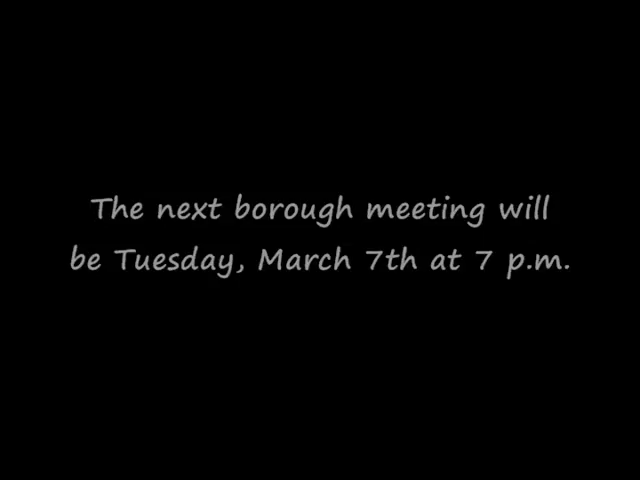 The next borough meeting will
be Tuesday, March 7th at 7 p.m.